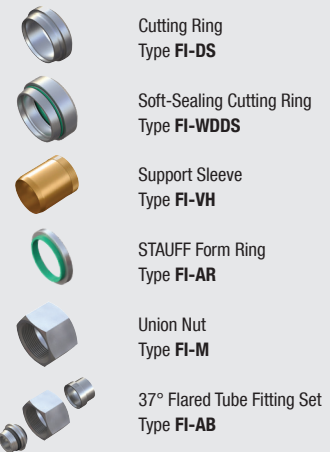 Cutting Ring
Type FI-DS
Soft-Sealing Cutting Ring
Type FI-WDDS
Support Sleeve
Type FI-VH
STAUFF Form Ring
Type FI-AR
Union Nut
Type FI-M
37° Flared Tube Fitting Set
Type FI-AB